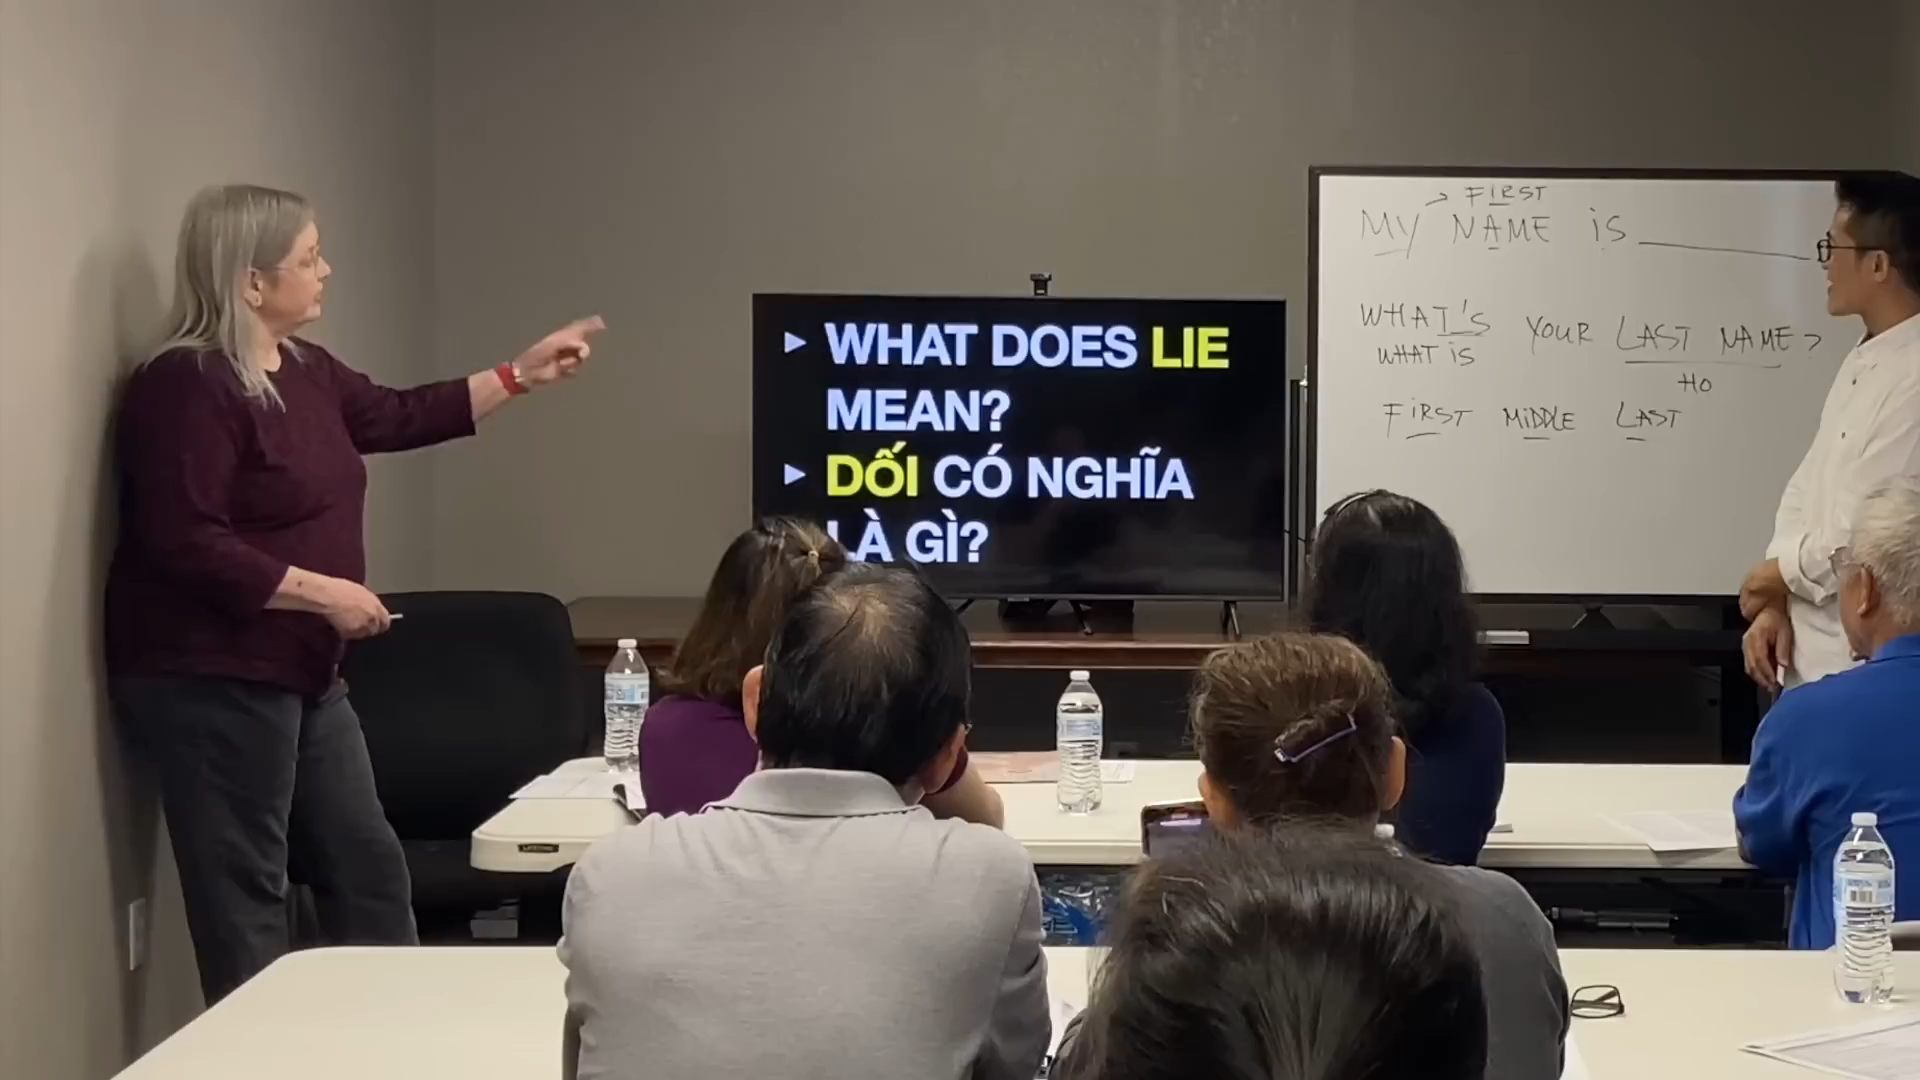 ► WHAT DOES LIE
MEAN?
► DỐI CÓ NGHĨA
LÀ GÌ?
FIRST
MY NAME is
WHAT'S YOUR LAST NAME?
WHAT iS
HO
FiRST MiDDLE LAST
LIFETIME